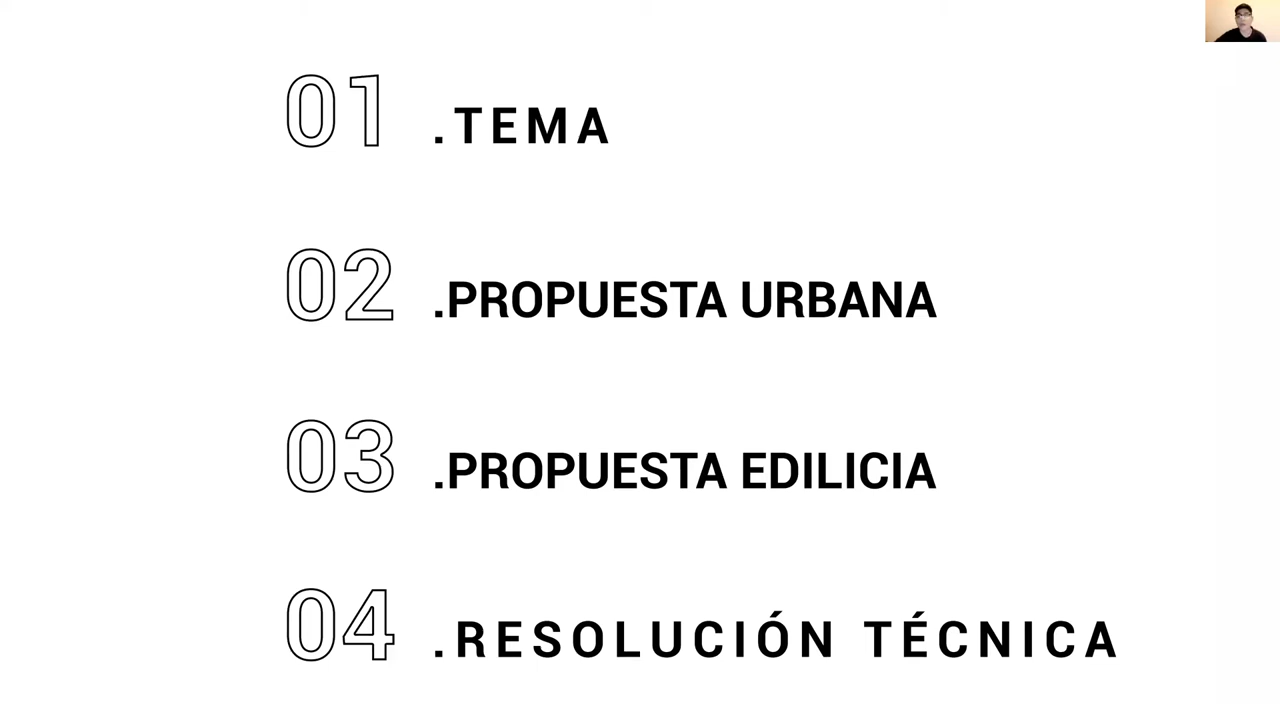 01 .TEMA
02 .PROPUESTA URBANA
03 .PROPUESTA EDILICIA
04 .RESOLUCIÓN TÉCNICA